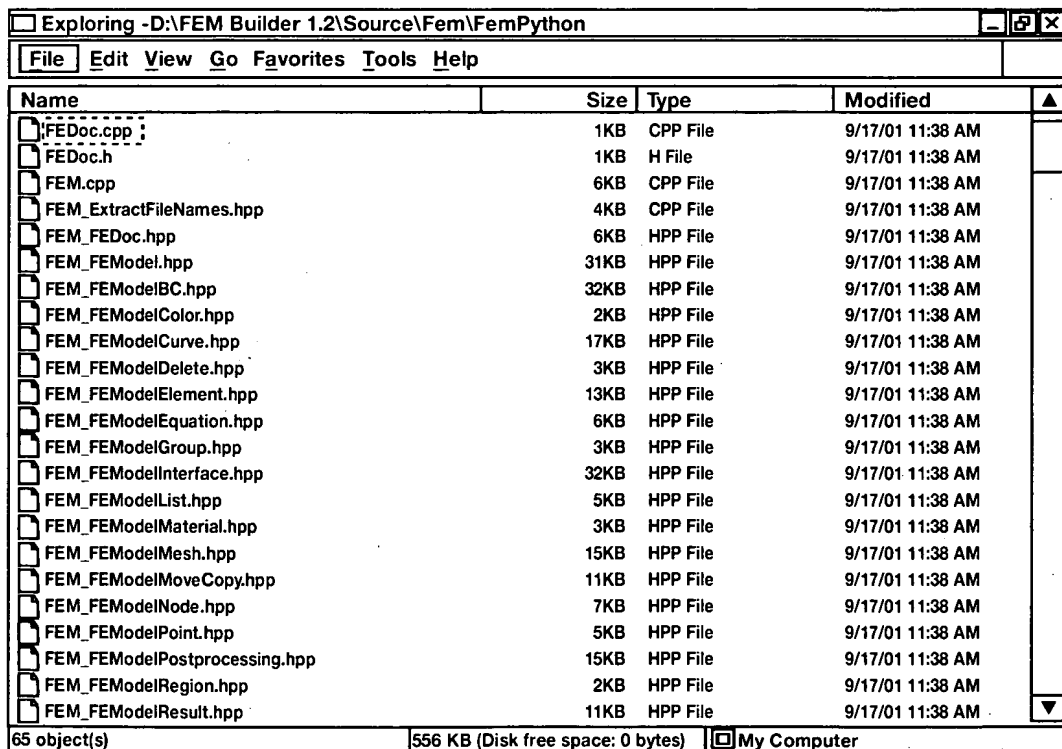 Exploring -D:\FEM Builder 1.2\Source\Fem\FemPython
File Edit View Go Favorites Tools Help
Name Size Type Modified
FEDoc.cpp 1KB CPP File 9/17/01 11:38 AM
FEDoc.h 1KB H File 9/17/01 11:38 AM
FEM.cpp 6KB CPP File 9/17/01 11:38 AM
FEM_ExtractFileNames.hpp 4KB CPP File 9/17/01 11:38 AM
FEM_FEDoc.hpp 6KB HPP File 9/17/01 11:38 AM
FEM_FEModel.hpp 31KB HPP File 9/17/01 11:38 AM
FEM_FEModelBC.hpp 32KB HPP File 9/17/01 11:38 AM
FEM_FEModelColor.hpp 2KB HPP File 9/17/01 11:38 AM
FEM_FEModelCurve.hpp 17KB HPP File 9/17/01 11:38 AM
FEM_FEModelDelete.hpp 3KB HPP File 9/17/01 11:38 AM
FEM_FEModelElement.hpp 13KB HPP File 9/17/01 11:38 AM
FEM_FEModelEquation.hpp 6KB HPP File 9/17/01 11:38 AM
FEM_FEModelGroup.hpp 3KB HPP File 9/17/01 11:38 AM
FEM_FEModelInterface.hpp 32KB HPP File 9/17/01 11:38 AM
FEM_FEModelList.hpp 5KB HPP File 9/17/01 11:38 AM
FEM_FEModelMaterial.hpp 3KB HPP File 9/17/01 11:38 AM
FEM_FEModelMesh.hpp 15KB HPP File 9/17/01 11:38 AM
FEM_FEModelMoveCopy.hpp 11KB HPP File 9/17/01 11:38 AM
FEM_FEModelNode.hpp 7KB HPP File 9/17/01 11:38 AM
FEM_FEModelPoint.hpp 5KB HPP File 9/17/01 11:38 AM
FEM_FEModelPostprocessing.hpp 15KB HPP File 9/17/01 11:38 AM
FEM_FEModelRegion.hpp 2KB HPP File 9/17/01 11:38 AM
FEM_FEModelResult.hpp 11KB HPP File 9/17/01 11:38 AM
65 object(s) 556 KB (Disk free space: 0 bytes) My Computer